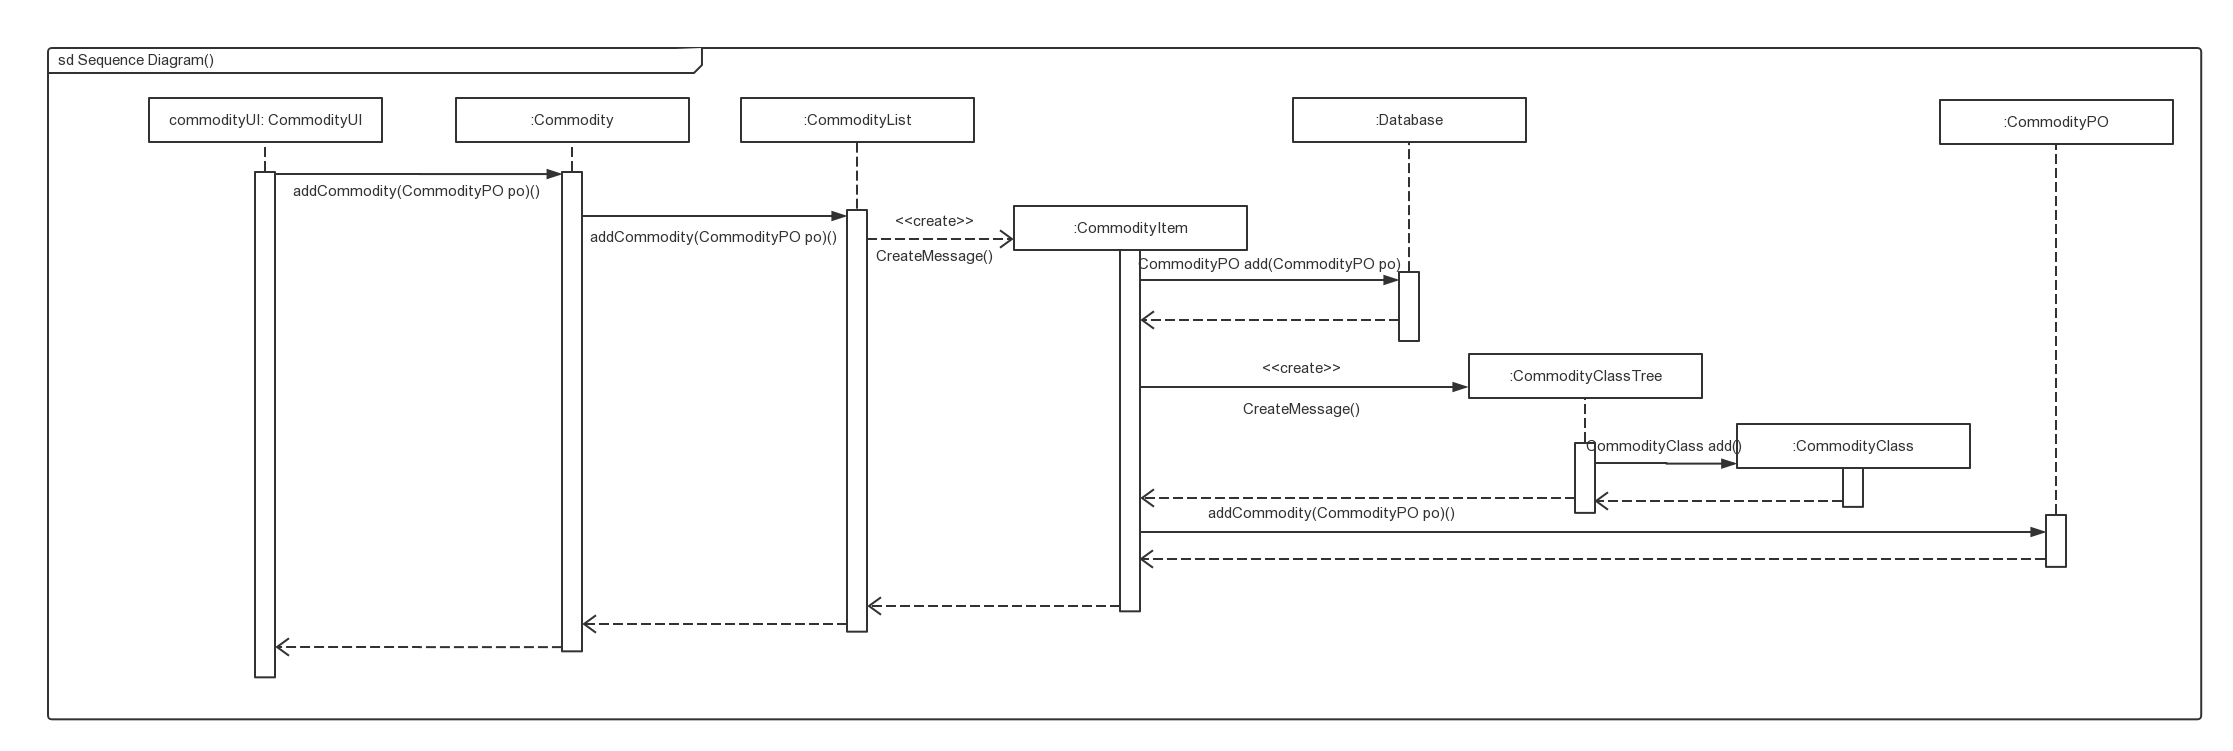 sd Sequence Diagram()
commodityUI: CommodityUI
:Commodity
:CommodityList
:Database
:CommodityPO
addCommodity(CommodityPO po)()
addCommodity(CommodityPO po)()
<<create>>
CreateMessage()
:CommodityItem
CommodityPO add(CommodityPO po)
<<create>>
CreateMessage()
:CommodityClassTree
CommodityClass add()
:CommodityClass
addCommodity(CommodityPO po)()